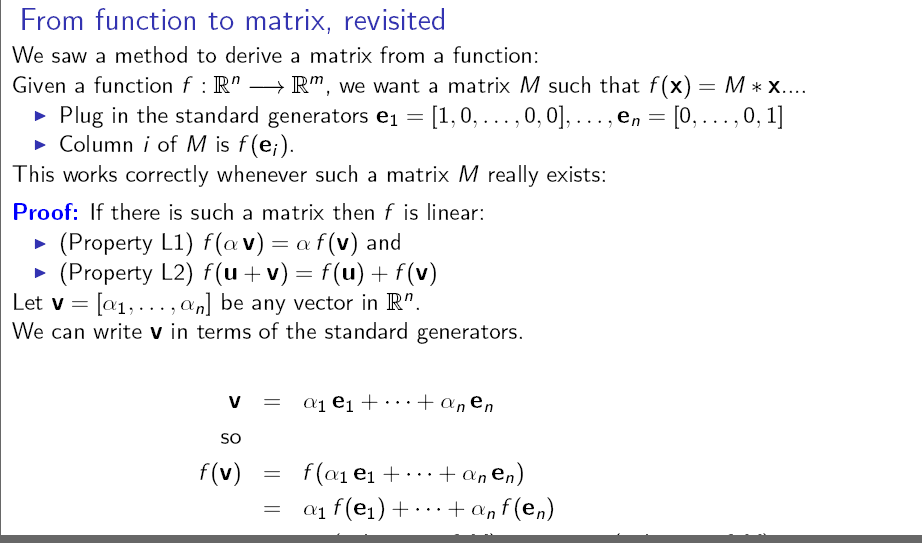 From function to matrix, revisited
We saw a method to derive a matrix from a function:
Given a function f : ℝⁿ ⟶ ℝᵐ, we want a matrix M such that f(x) = M ∗ x....
▶ Plug in the standard generators e₁ = [1, 0, . . . , 0, 0], . . . , eₙ = [0, . . . , 0, 1]
▶ Column i of M is f(eᵢ).
This works correctly whenever such a matrix M really exists:
Proof: If there is such a matrix then f is linear:
▶ (Property L1) f(α v) = α f(v) and
▶ (Property L2) f(u + v) = f(u) + f(v)
Let v = [α₁, . . . , αₙ] be any vector in ℝⁿ.
We can write v in terms of the standard generators.
v = α₁ e₁ + · · · + αₙ eₙ
so
f(v) = f(α₁ e₁ + · · · + αₙ eₙ)
= α₁ f(e₁) + · · · + αₙ f(eₙ)